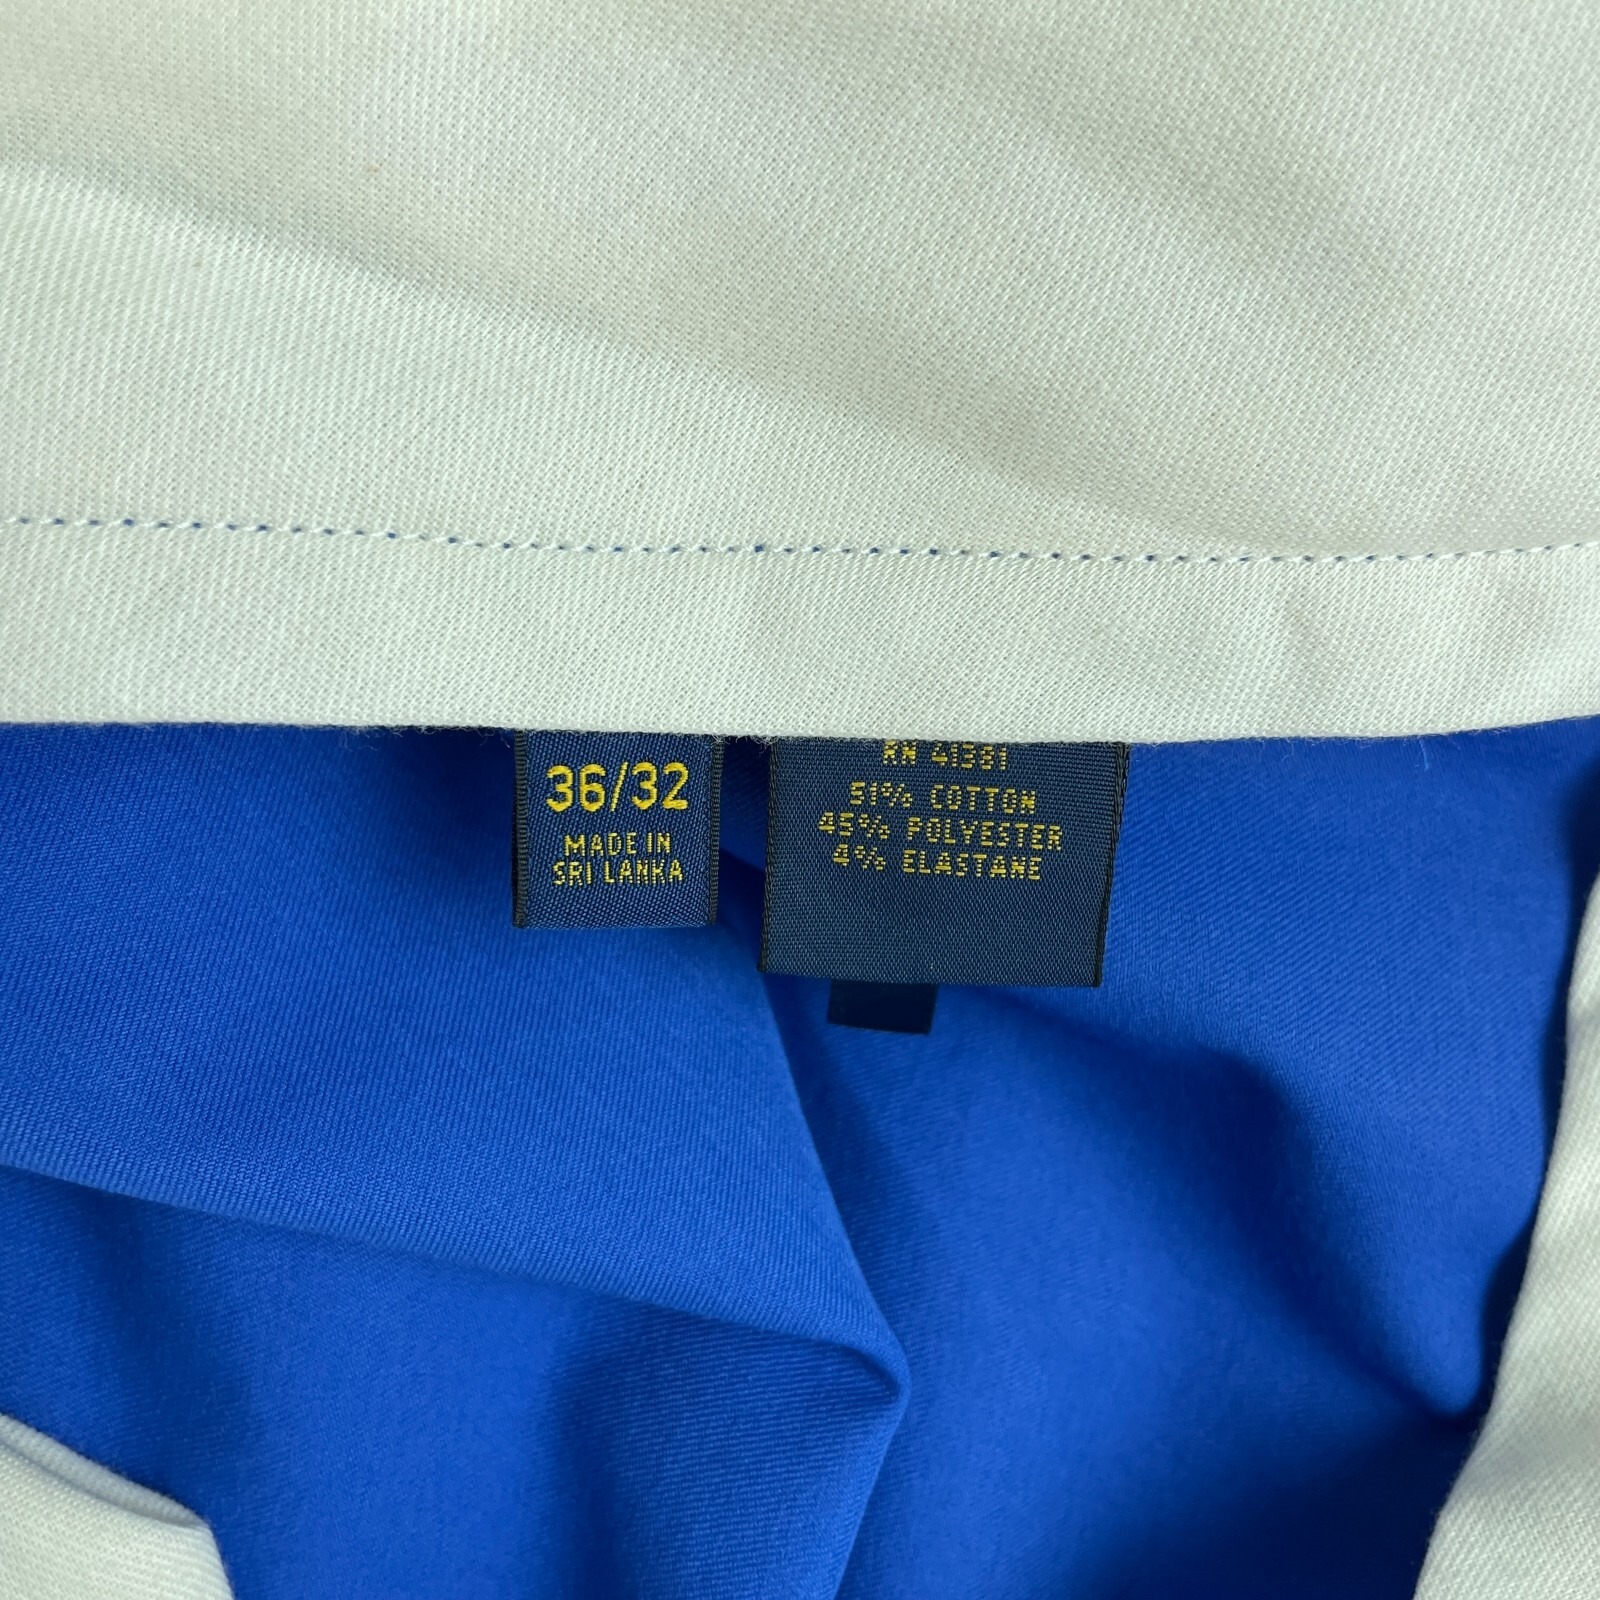 36/32
MADE IN
SRI LANKA
RN 41381
51% COTTON
45% POLYESTER
4% ELASTANE